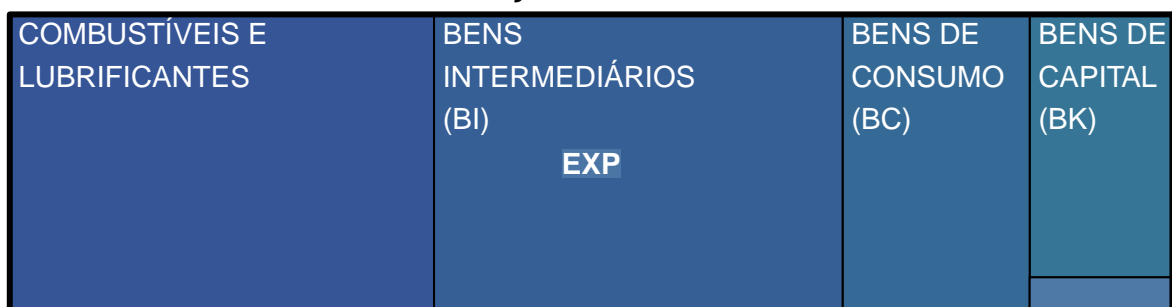 COMBUSTÍVEIS E
LUBRIFICANTES
BENS
INTERMEDIÁRIOS
(BI)
EXP
BENS DE
CONSUMO
(BC)
BENS DE
CAPITAL
(BK)